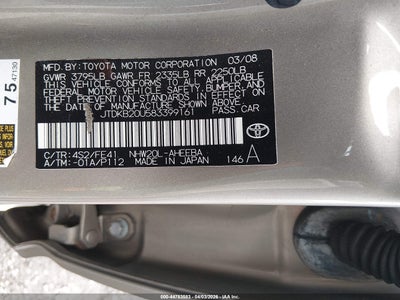 MFD. BY: TOYOTA MOTOR CORPORATION 03/08
GVWR 3795LB GAWR FR 2335LB RR 2250LB
THIS VEHICLE CONFORMS TO ALL APPLICABLE
FEDERAL MOTOR VEHICLE SAFETY, BUMPER, AND
THEFT PREVENTION STANDARDS IN EFFECT ON
THE DATE OF MANUFACTURE SHOWN ABOVE.
JTDKB20U583399161 PASS.CAR
TOYOTA
C/TR: 4S2/FE41 NHW20L-AHEEBA
A/TM: -01A/P112 MADE IN JAPAN 146 A
75 47130
000-44783583 - 04/03/2026 - IAA Inc.